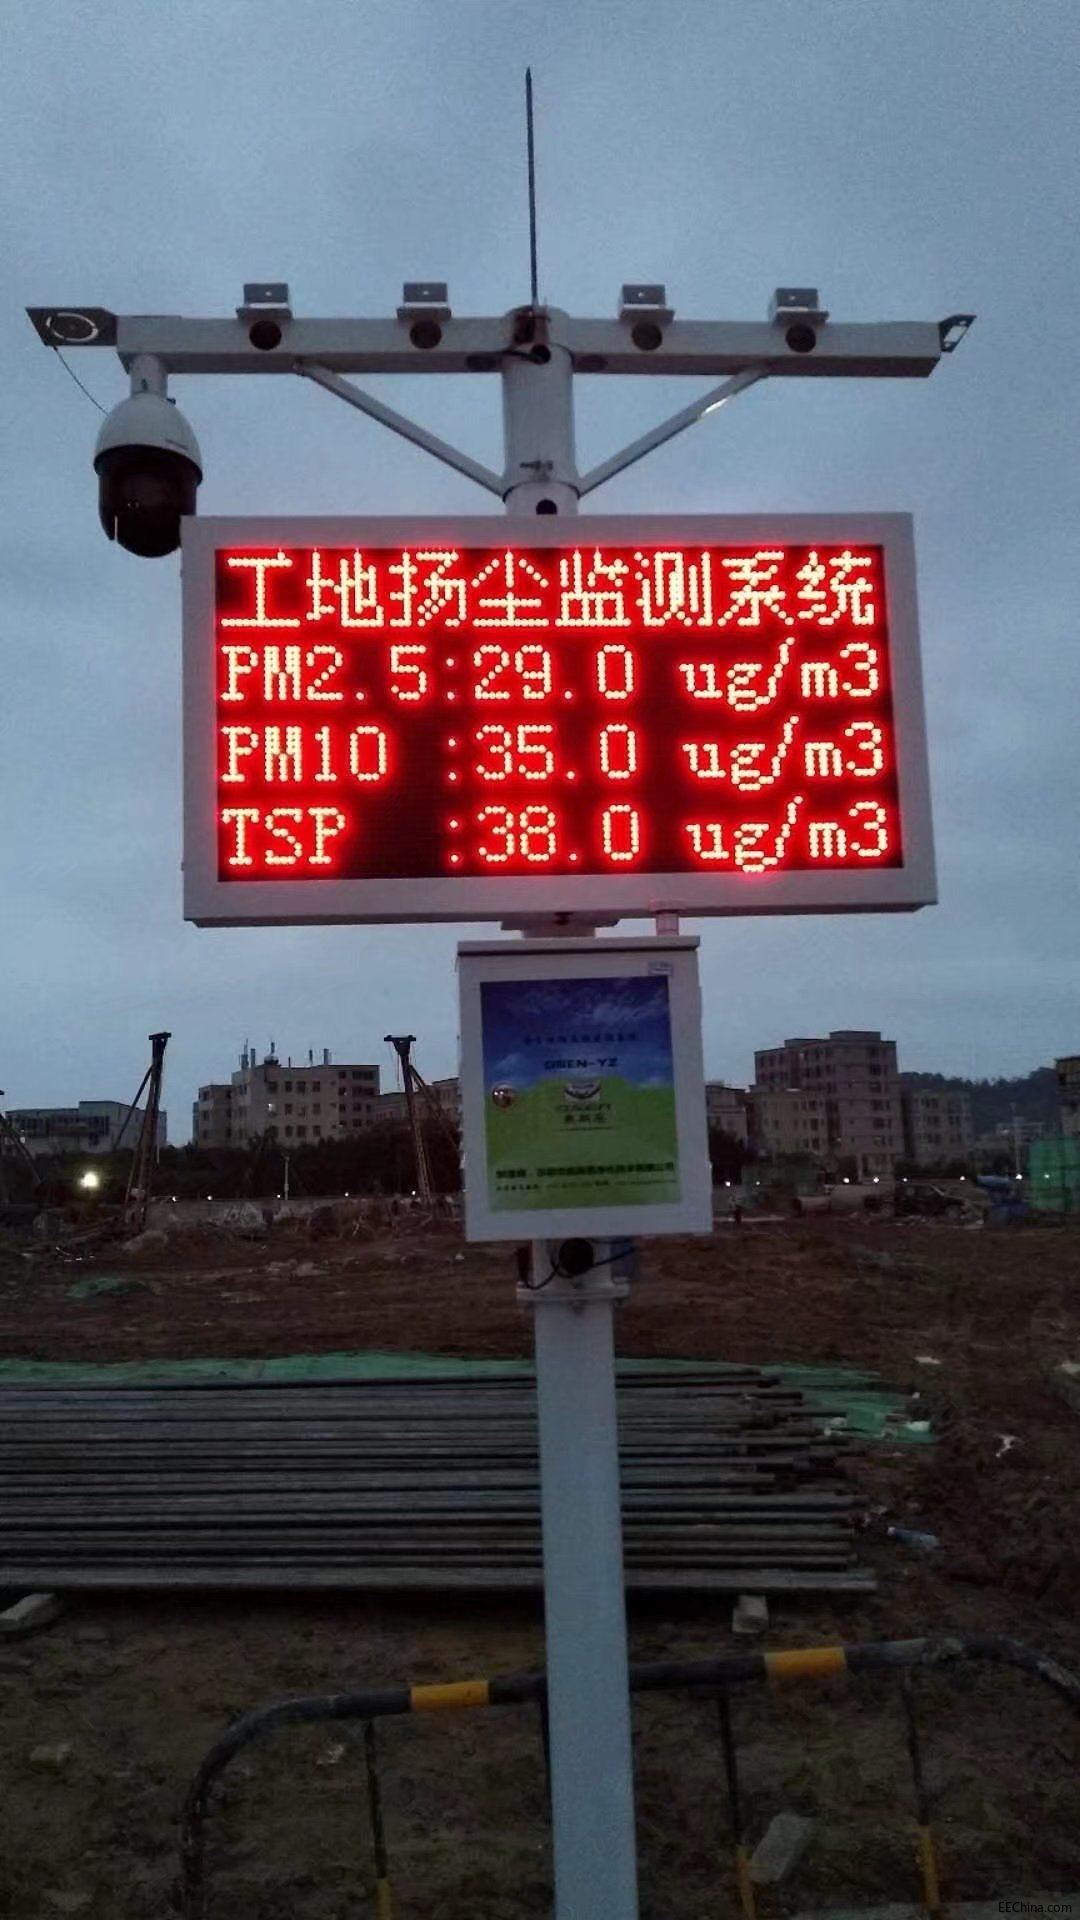 工地扬尘监测系统
PM2.5:29.0 ug/m3
PM10 :35.0 ug/m3
TSP :38.0 ug/m3
OSEN-YZ
EEChina.com